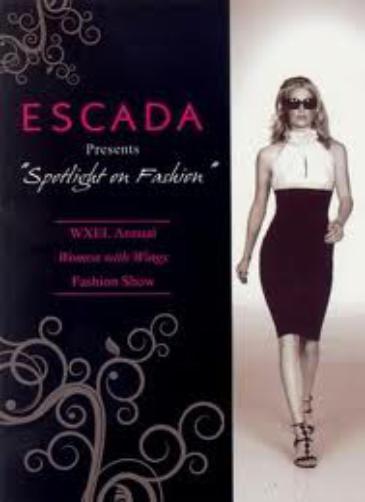 ESCADA
Presents
"Spotlight on Fashion"
WXEL Annual
Women with Wings
Fashion Show